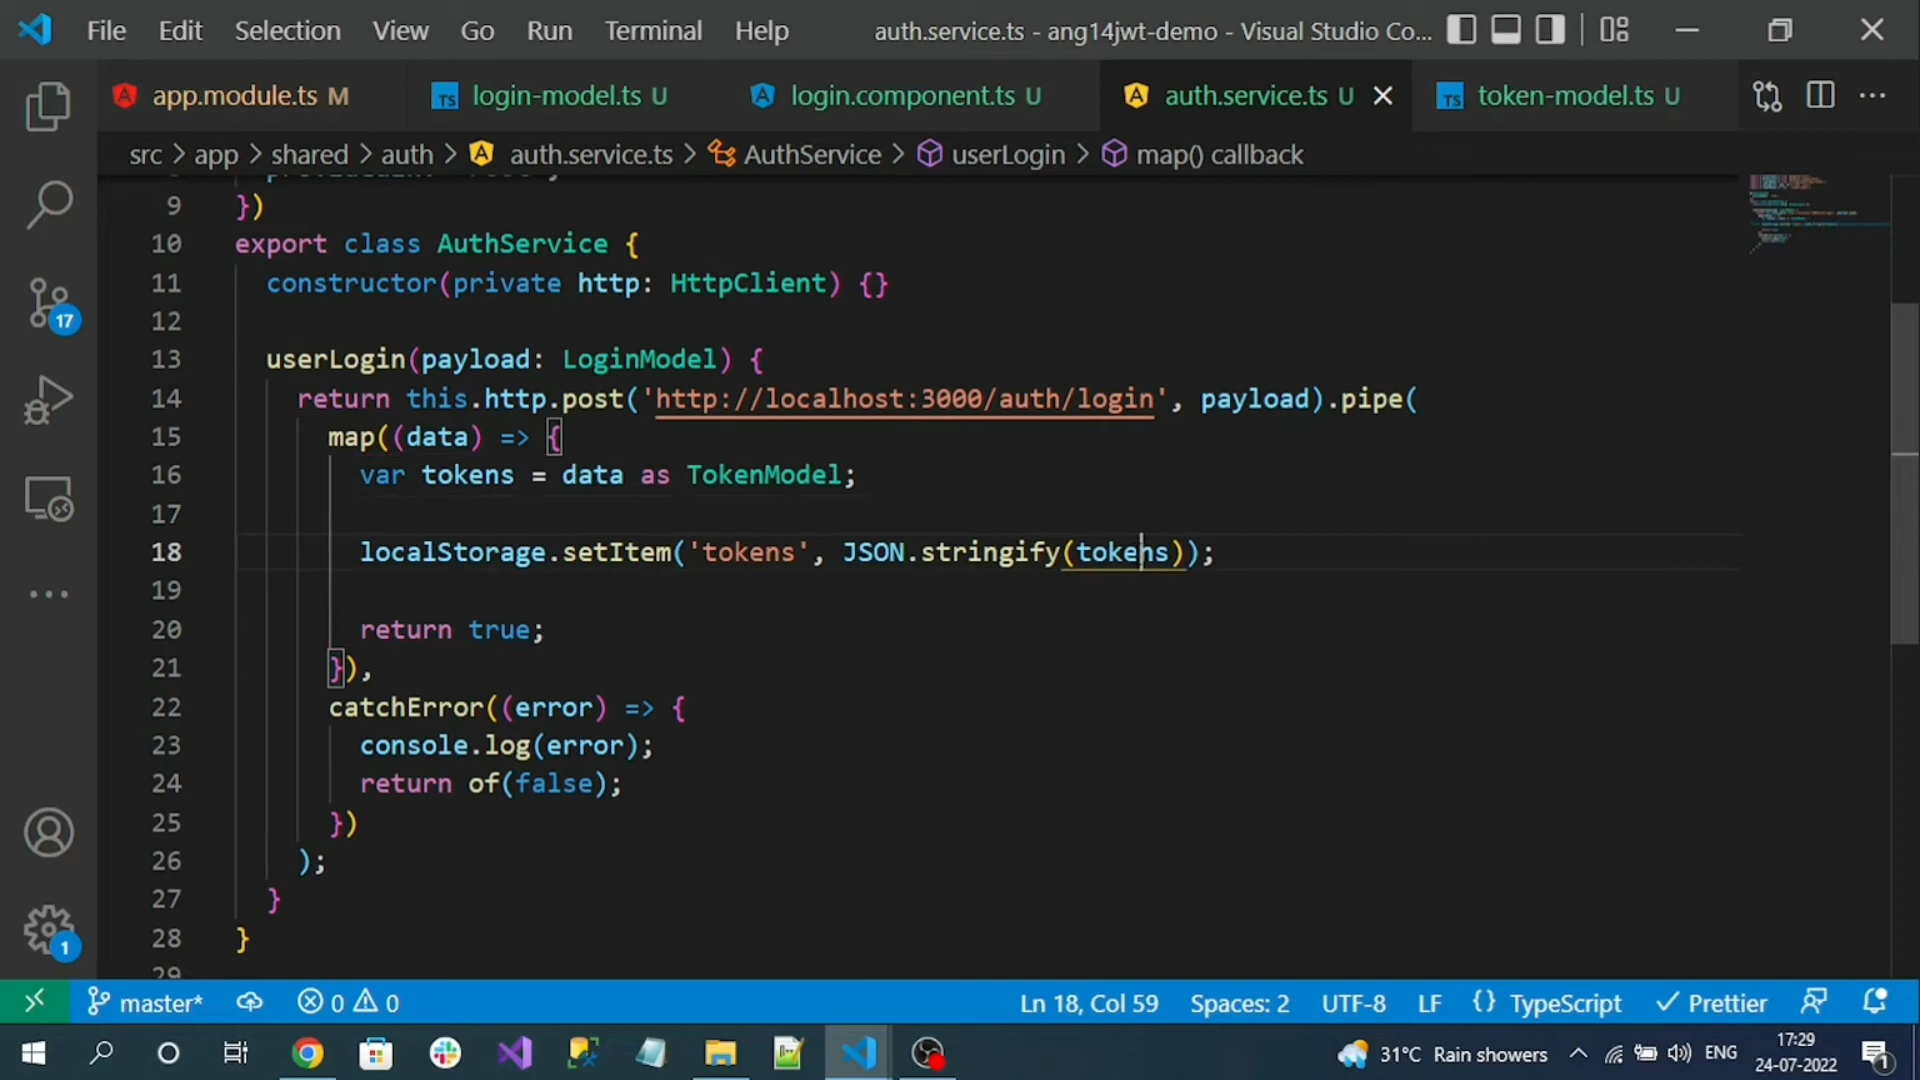 File Edit Selection View Go Run Terminal Help auth.service.ts - ang14jwt-demo - Visual Studio Co...
app.module.ts M TS login-model.ts U login.component.ts U auth.service.ts U TS token-model.ts U
src > app > shared > auth > auth.service.ts > AuthService > userLogin > map() callback
9 })
10 export class AuthService {
11 constructor(private http: HttpClient) {}
12
13 userLogin(payload: LoginModel) {
14 return this.http.post('http://localhost:3000/auth/login', payload).pipe(
15 map((data) => {
16 var tokens = data as TokenModel;
17
18 localStorage.setItem('tokens', JSON.stringify(tokens));
19
20 return true;
21 }),
22 catchError((error) => {
23 console.log(error);
24 return of(false);
25 })
26 );
27 }
28 }
29
17
1
master* 0 0 Ln 18, Col 59 Spaces: 2 UTF-8 LF {} TypeScript Prettier
31°C Rain showers ENG 17:29
24-07-2022 1